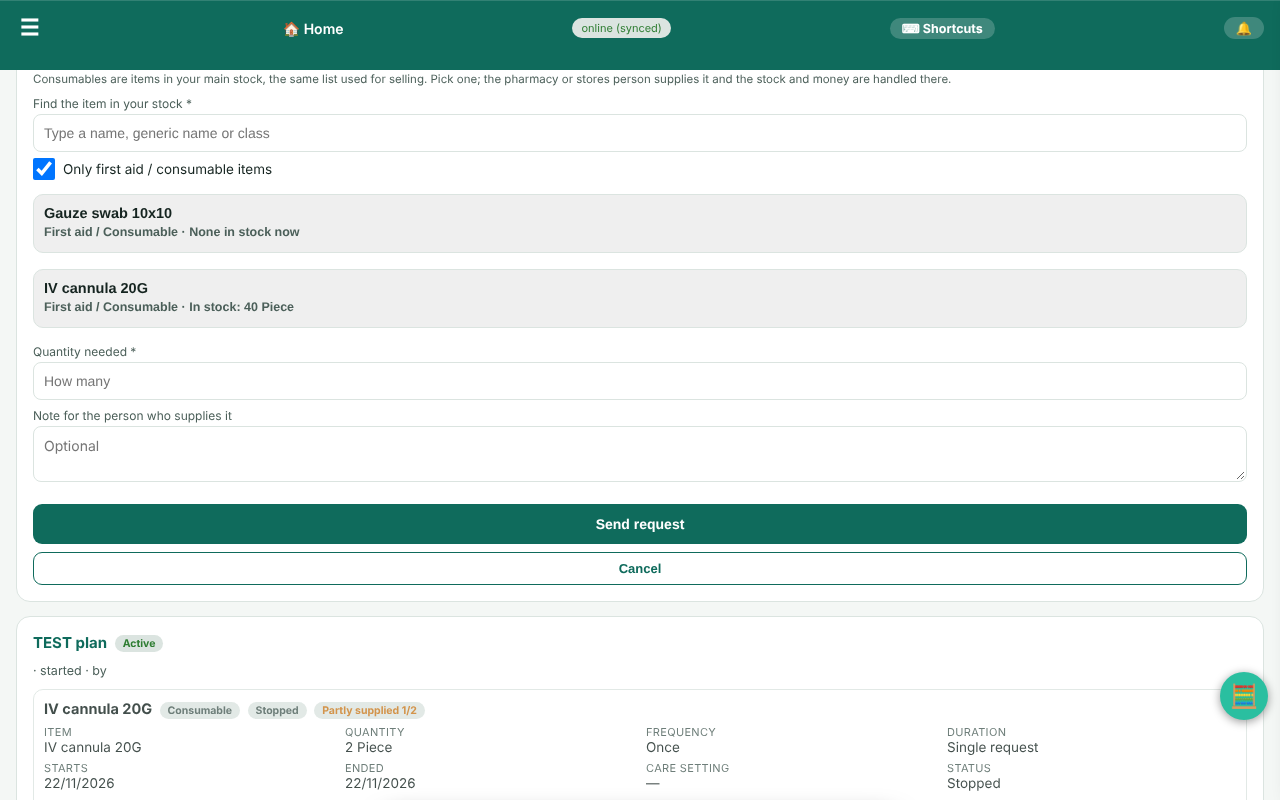 ☰
🏠 Home
online (synced)
⌨ Shortcuts
🔔
Consumables are items in your main stock, the same list used for selling. Pick one; the pharmacy or stores person supplies it and the stock and money are handled there.
Find the item in your stock *
Type a name, generic name or class
Only first aid / consumable items
Gauze swab 10x10
First aid / Consumable · None in stock now
IV cannula 20G
First aid / Consumable · In stock: 40 Piece
Quantity needed *
How many
Note for the person who supplies it
Optional
Send request
Cancel
TEST plan Active
· started · by
IV cannula 20G Consumable Stopped Partly supplied 1/2
ITEM QUANTITY FREQUENCY DURATION
IV cannula 20G 2 Piece Once Single request
STARTS ENDED CARE SETTING STATUS
22/11/2026 22/11/2026 — Stopped